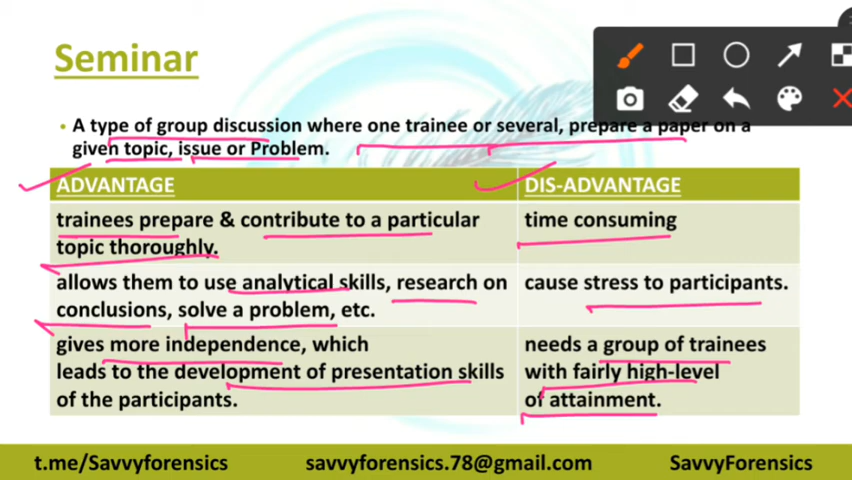 Seminar
• A type of group discussion where one trainee or several, prepare a paper on a
given topic, issue or Problem.
ADVANTAGE
DIS-ADVANTAGE
trainees prepare & contribute to a particular
topic thoroughly.
time consuming
allows them to use analytical skills, research on
conclusions, solve a problem, etc.
cause stress to participants.
gives more independence, which
leads to the development of presentation skills
of the participants.
needs a group of trainees
with fairly high-level
of attainment.
t.me/Savvyforensics
savvyforensics.78@gmail.com
SavvyForensics